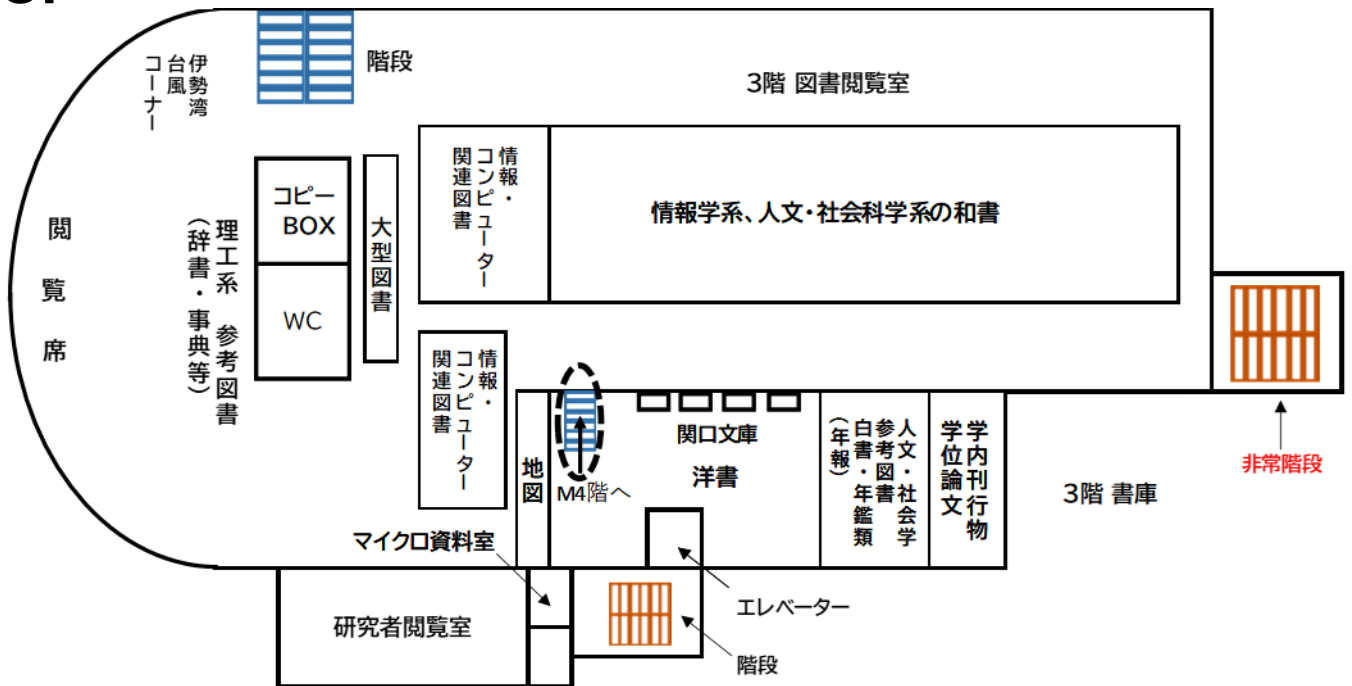 伊勢湾
台風
コーナー
階段
3階 図書閲覧室
閲覧席
理工系 参考図書
（辞書・事典等）
コピー
BOX
WC
大型図書
情報・
コンピューター
関連図書
情報学系、人文・社会科学系の和書
情報・
コンピューター
関連図書
地図
M4階へ
関口文庫
洋書
人文・社会学
参考図書
白書・年鑑類
（年報）
学内刊行物
学位論文
3階 書庫
非常階段
マイクロ資料室
エレベーター
研究者閲覧室
階段